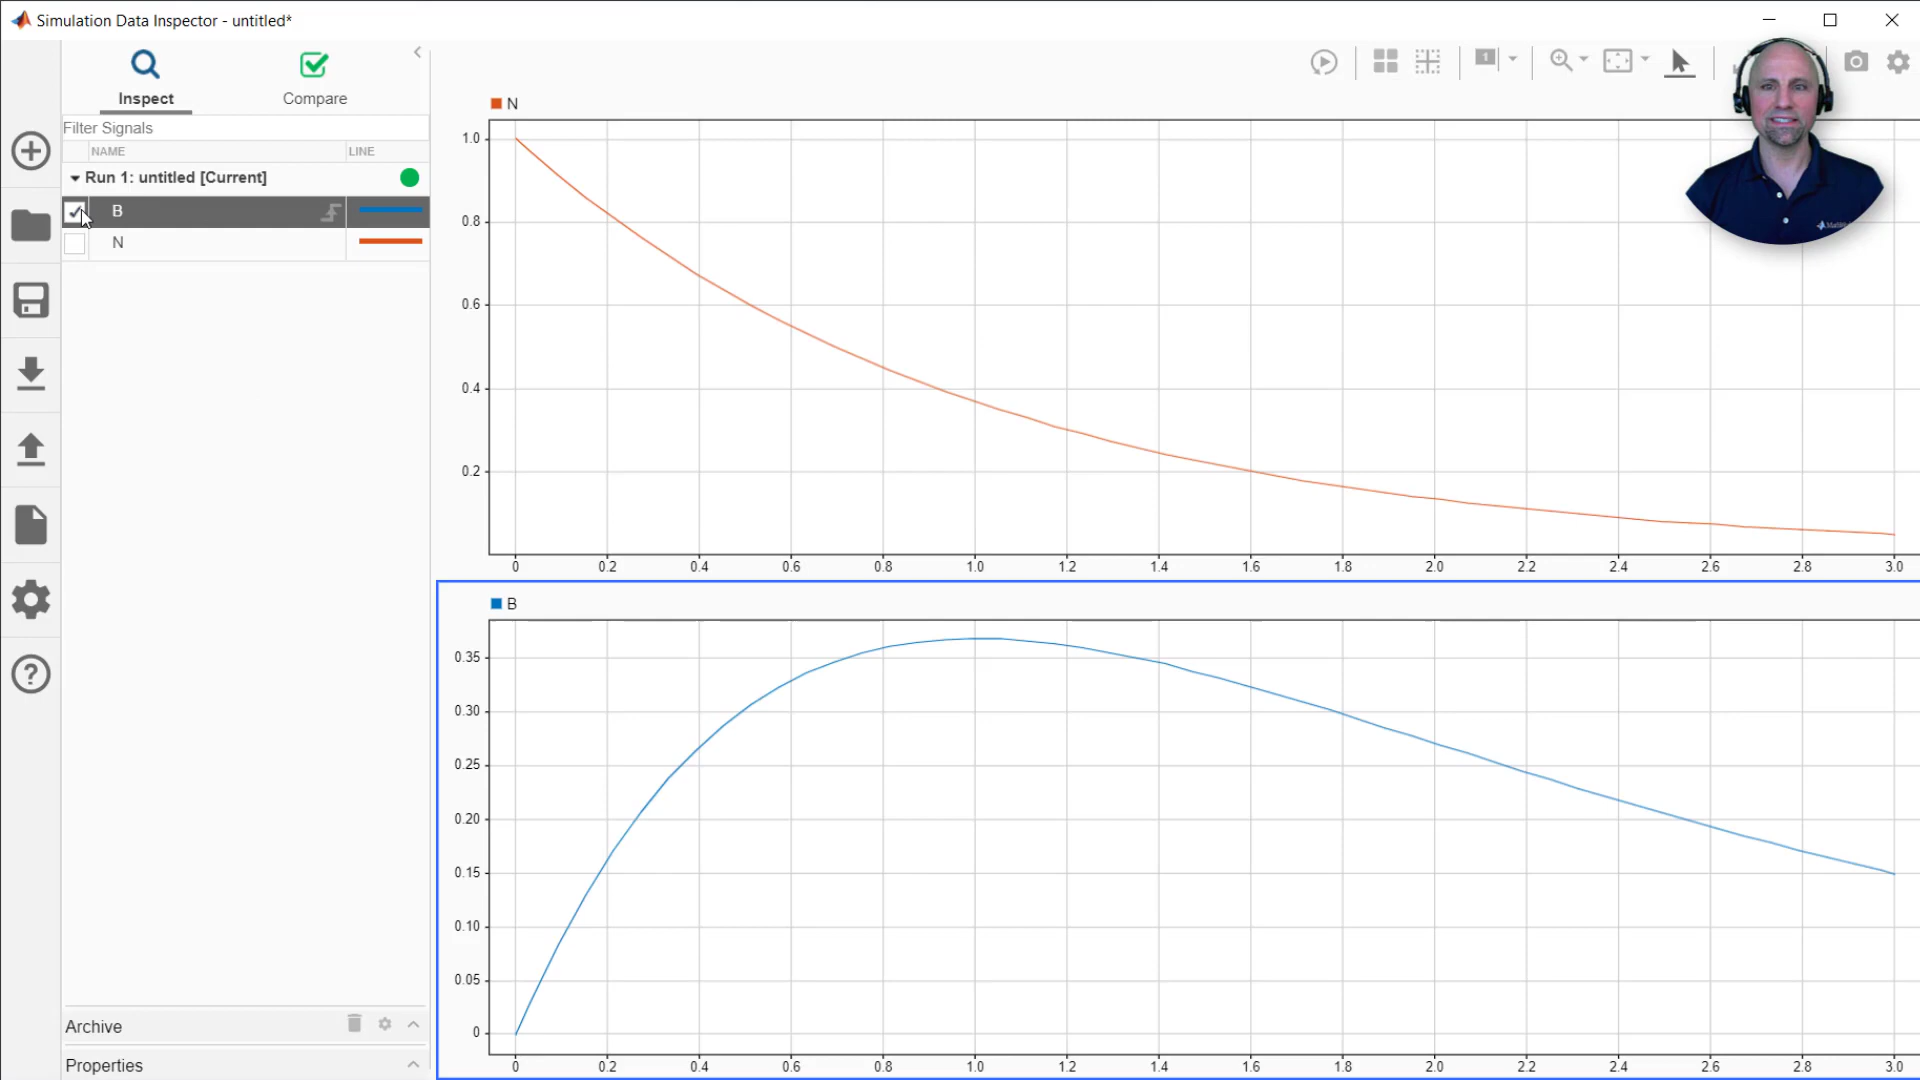 Simulation Data Inspector - untitled*
Inspect
Compare
Filter Signals
NAME
LINE
Run 1: untitled [Current]
B
N
Archive
Properties
1
N
1.0
0.8
0.6
0.4
0.2
0 0.2 0.4 0.6 0.8 1.0 1.2 1.4 1.6 1.8 2.0 2.2 2.4 2.6 2.8 3.0
B
0.35
0.30
0.25
0.20
0.15
0.10
0.05
0
0 0.2 0.4 0.6 0.8 1.0 1.2 1.4 1.6 1.8 2.0 2.2 2.4 2.6 2.8 3.0